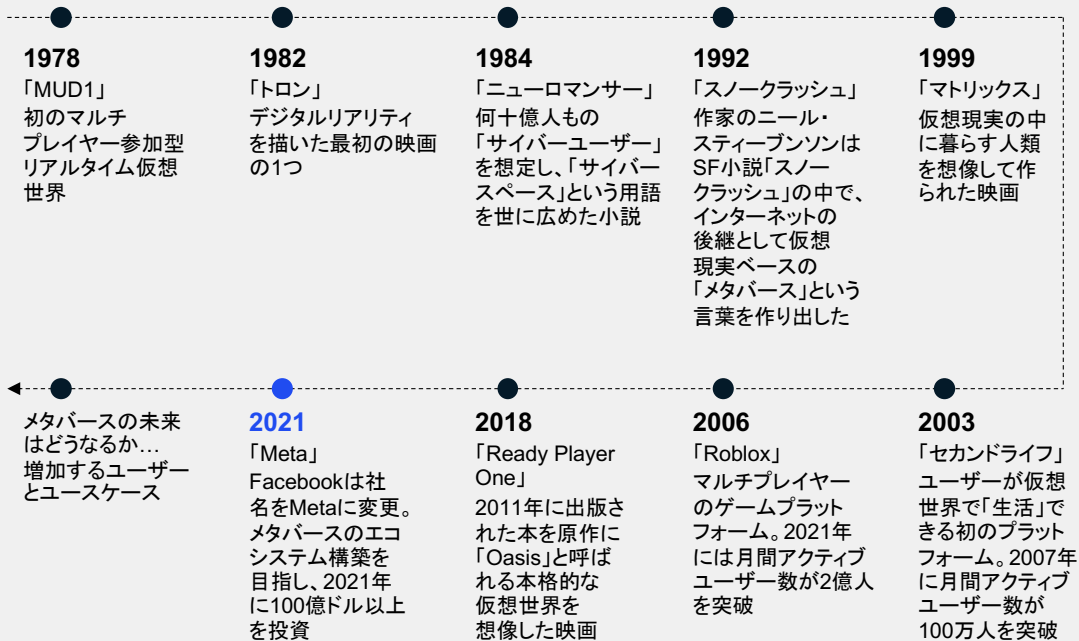 1978
「MUD1」
初のマルチ
プレイヤー参加型
リアルタイム仮想
世界
1982
「トロン」
デジタルリアリティ
を描いた最初の映画
の1つ
1984
「ニューロマンサー」
何十億人もの
「サイバーユーザー」
を想定し、「サイバー
スペース」という用語
を世に広めた小説
1992
「スノークラッシュ」
作家のニール・
スティーブンソンは
SF小説「スノー
クラッシュ」の中で、
インターネットの
後継として仮想
現実ベースの
「メタバース」という
言葉を作り出した
1999
「マトリックス」
仮想現実の中
に暮らす人類
を想像して作
られた映画
2003
「セカンドライフ」
ユーザーが仮想
世界で「生活」で
きる初のプラット
フォーム。2007年
に月間アクティブ
ユーザー数が
100万人を突破
2006
「Roblox」
マルチプレイヤー
のゲームプラット
フォーム。2021年
には月間アクティブ
ユーザー数が2億人
を突破
2018
「Ready Player
One」
2011年に出版さ
れた本を原作に
「Oasis」と呼ば
れる本格的な
仮想世界を
想像した映画
2021
「Meta」
Facebookは社
名をMetaに変更。
メタバースのエコ
システム構築を
目指し、2021年
に100億ドル以上
を投資
メタバースの未来
はどうなるか…
増加するユーザー
とユースケース